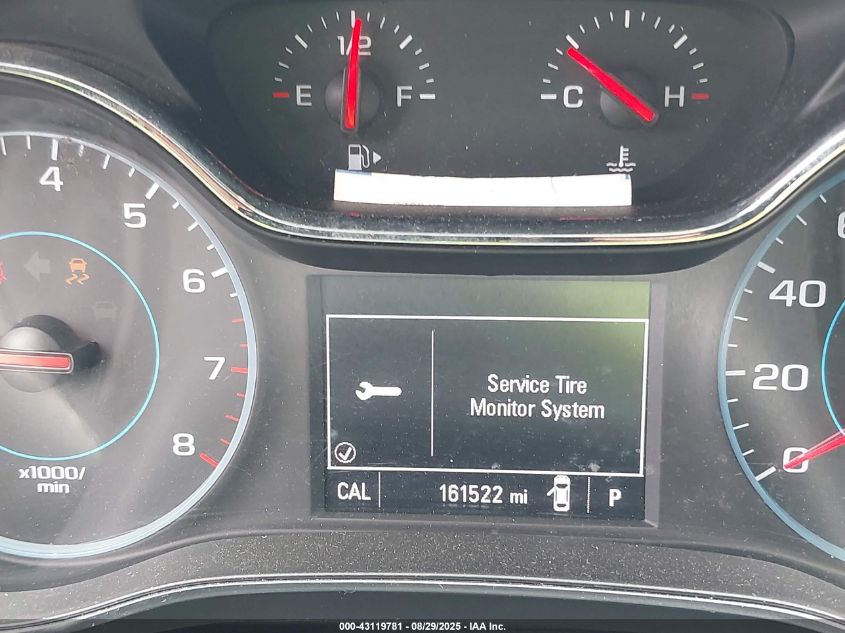 E 1/2 F
C H
4
5
6
7
8
x1000/
min
Service Tire
Monitor System
CAL 161522 mi P
40
20
0
000-43119781 - 08/29/2025 - IAA Inc.